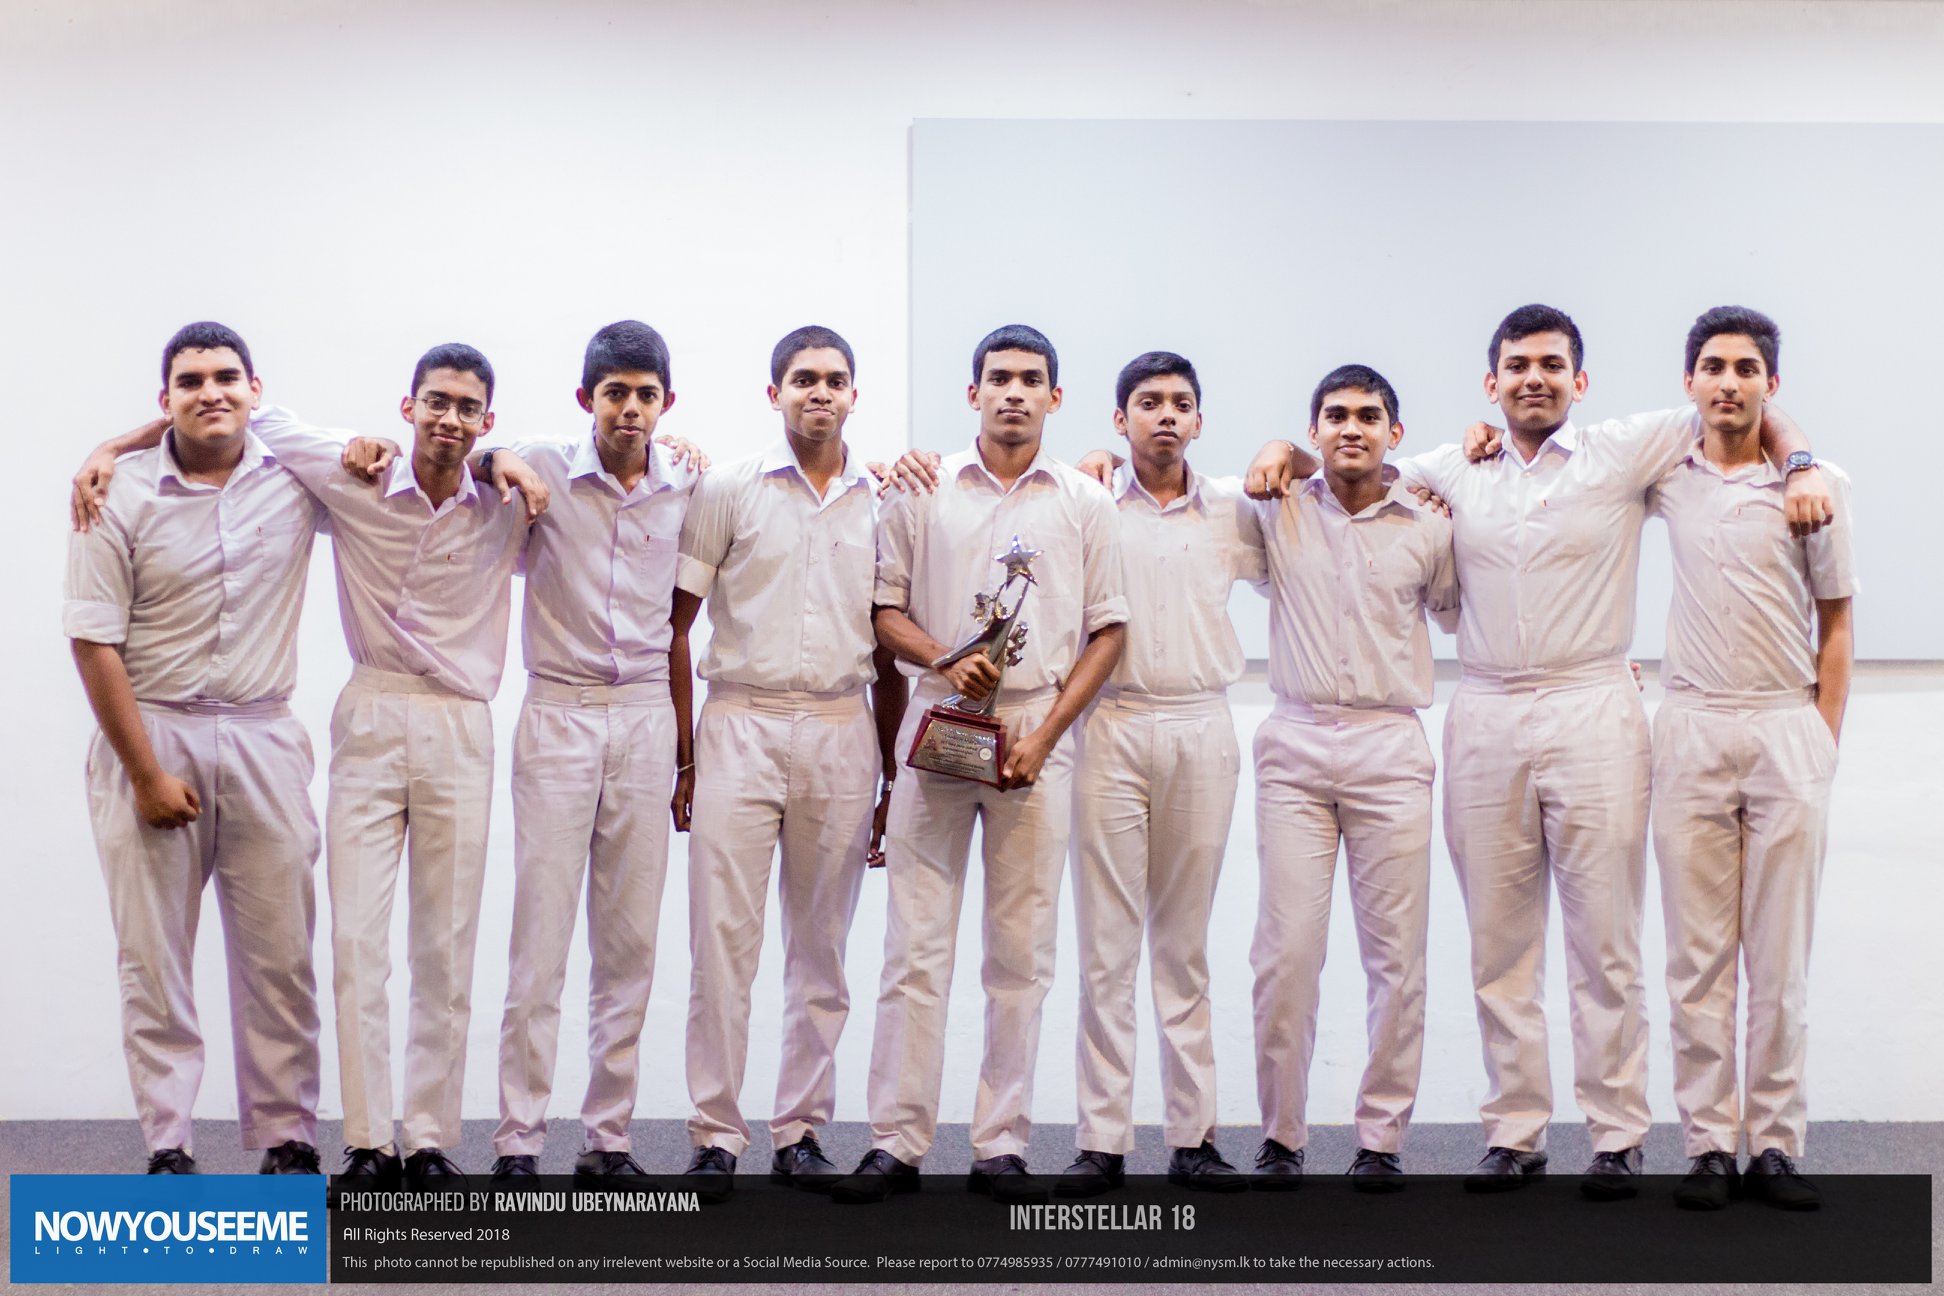 NOWYOUSEEME
LIGHT•TO•DRAW
PHOTOGRAPHED BY RAVINDU UBEYNARAYANA
All Rights Reserved 2018
INTERSTELLAR 18
This photo cannot be republished on any irrelevent website or a Social Media Source. Please report to 0774985935 / 0777491010 / admin@nysm.lk to take the necessary actions.